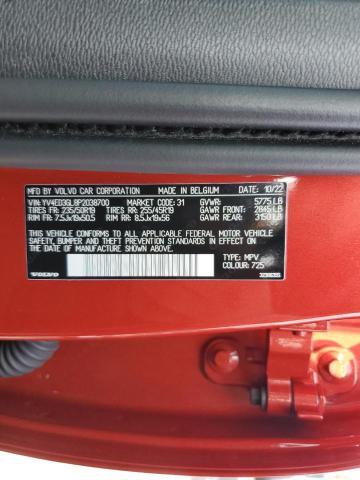 MFD BY VOLVO CAR CORPORATION MADE IN BELGIUM DATE: 10/22
VIN: YV4ED3GL8P2038700 MARKET CODE: 31 GVWR: 5775 LB
TIRES FR: 235/50R19 TIRES RR: 255/45R19 GAWR FRONT: 2845 LB
RIM FR: 7.5Jx19x50.5 RIM RR: 8.5Jx19x56 GAWR REAR: 3150 LB
THIS VEHICLE CONFORMS TO ALL APPLICABLE FEDERAL MOTOR VEHICLE
SAFETY, BUMPER AND THEFT PREVENTION STANDARDS IN EFFECT ON THE
DATE OF MANUFACTURE SHOWN ABOVE.
TYPE: MPV
COLOUR: 725
VOLVO